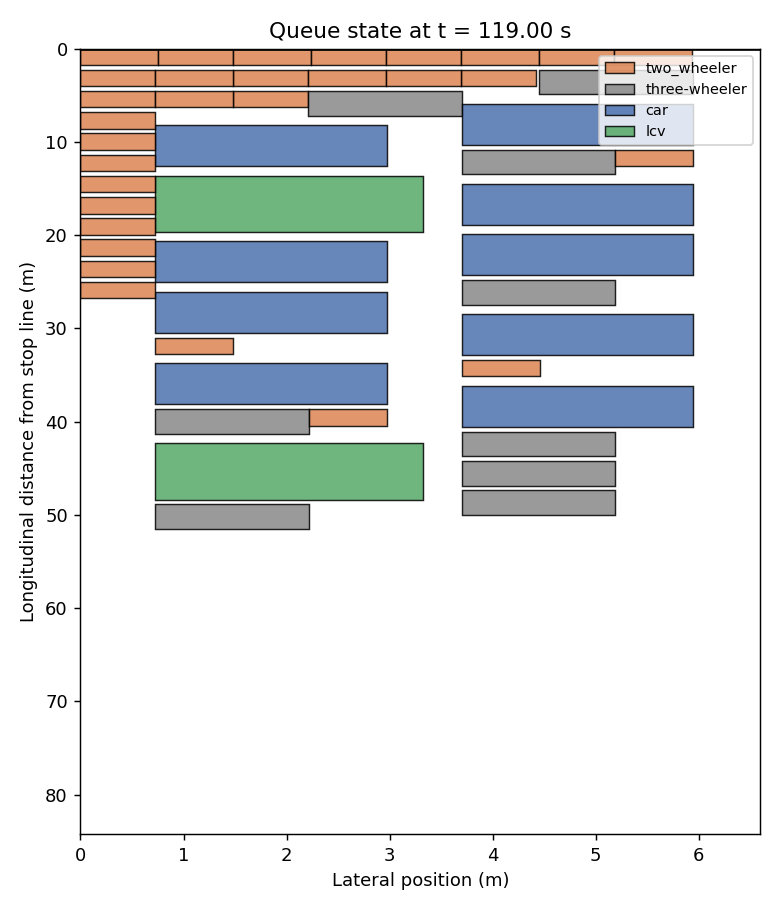 Queue state at t = 119.00 s
two_wheeler
three-wheeler
car
lcv
0
10
20
30
40
50
60
70
80
Longitudinal distance from stop line (m)
0 1 2 3 4 5 6
Lateral position (m)